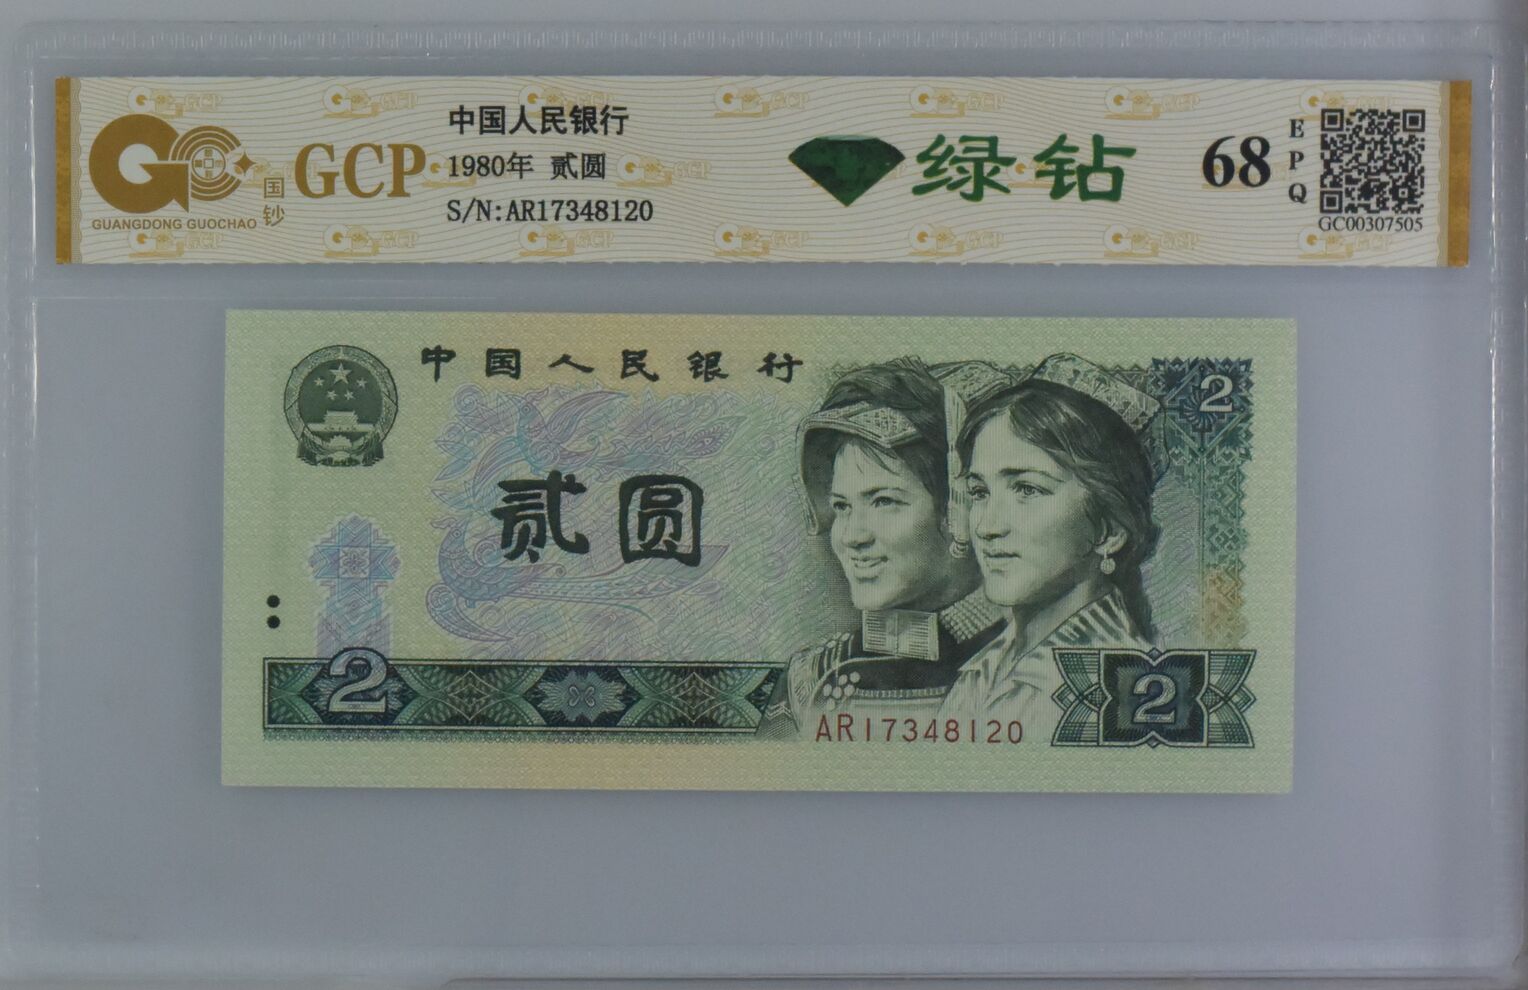 中国人民银行
GCP 1980年 贰圆
S/N:AR17348120
国钞
GUANGDONG GUOCHAO
绿钻
68
EPQ
GC00307505
中国人民银行
2
贰圆
2
2
AR17348120